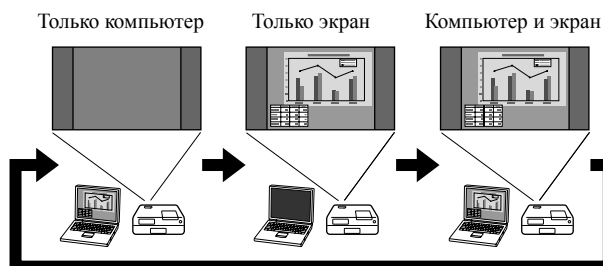 Только компьютер
Только экран
Компьютер и экран